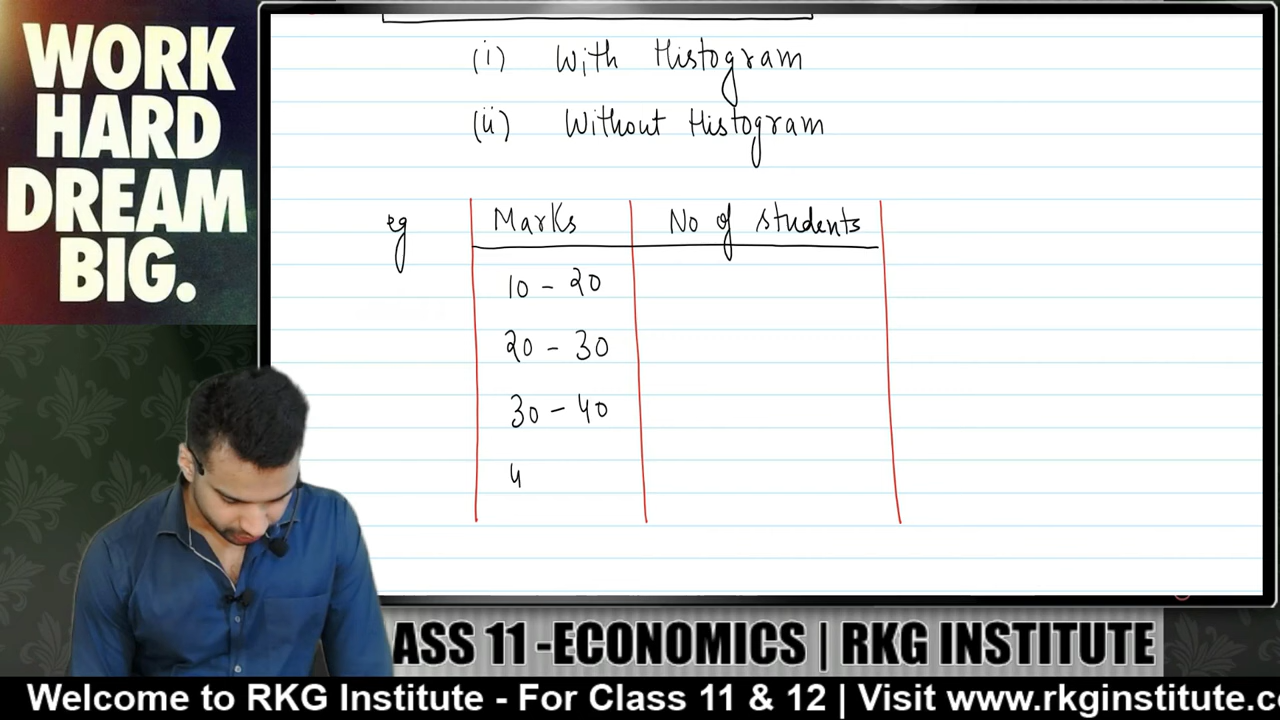 WORK
HARD
DREAM
BIG.
(i) With Histogram
(ii) Without Histogram
eg Marks No of students
10 - 20
20 - 30
30 - 40
4
ASS 11 -ECONOMICS | RKG INSTITUTE
Welcome to RKG Institute - For Class 11 & 12 | Visit www.rkginstitute.c